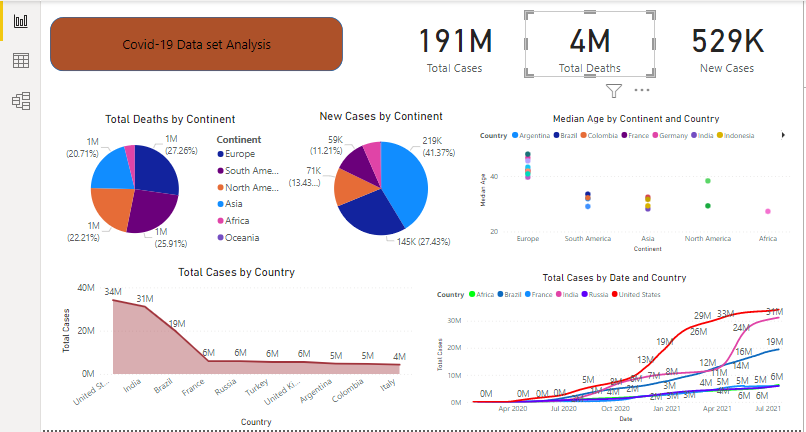 Covid-19 Data set Analysis
191M
Total Cases
4M
Total Deaths
529K
New Cases
Total Deaths by Continent
1M
(20.71%)
1M
(27.26%)
1M
(22.21%)
1M
(25.91%)
Continent
Europe
South Ame...
North Ame...
Asia
Africa
Oceania
New Cases by Continent
59K
(11.21%)
219K
(41.37%)
71K
(13.43...)
145K (27.43%)
Median Age by Continent and Country
Country Argentina Brazil Colombia France Germany India Indonesia
Median Age
40
20
Europe South America Asia North America Africa
Continent
Total Cases by Country
Total Cases
40M
20M
0M
34M 31M 19M 6M 6M 6M 6M 5M 5M 4M
United St... India Brazil France Russia Turkey United Ki... Argentina Colombia Italy
Country
Total Cases by Date and Country
Country Africa Brazil France India Russia United States
Total Cases
30M
20M
10M
0M
0M 0M 0M 0M 5M 13M 19M 29M 26M 33M 24M 31M
7M 8M 12M 11M 14M 16M 19M
2M 3M 3M 5M 4M 4M 5M 5M 6M 6M 6M
Apr 2020 Jul 2020 Oct 2020 Jan 2021 Apr 2021 Jul 2021
Date